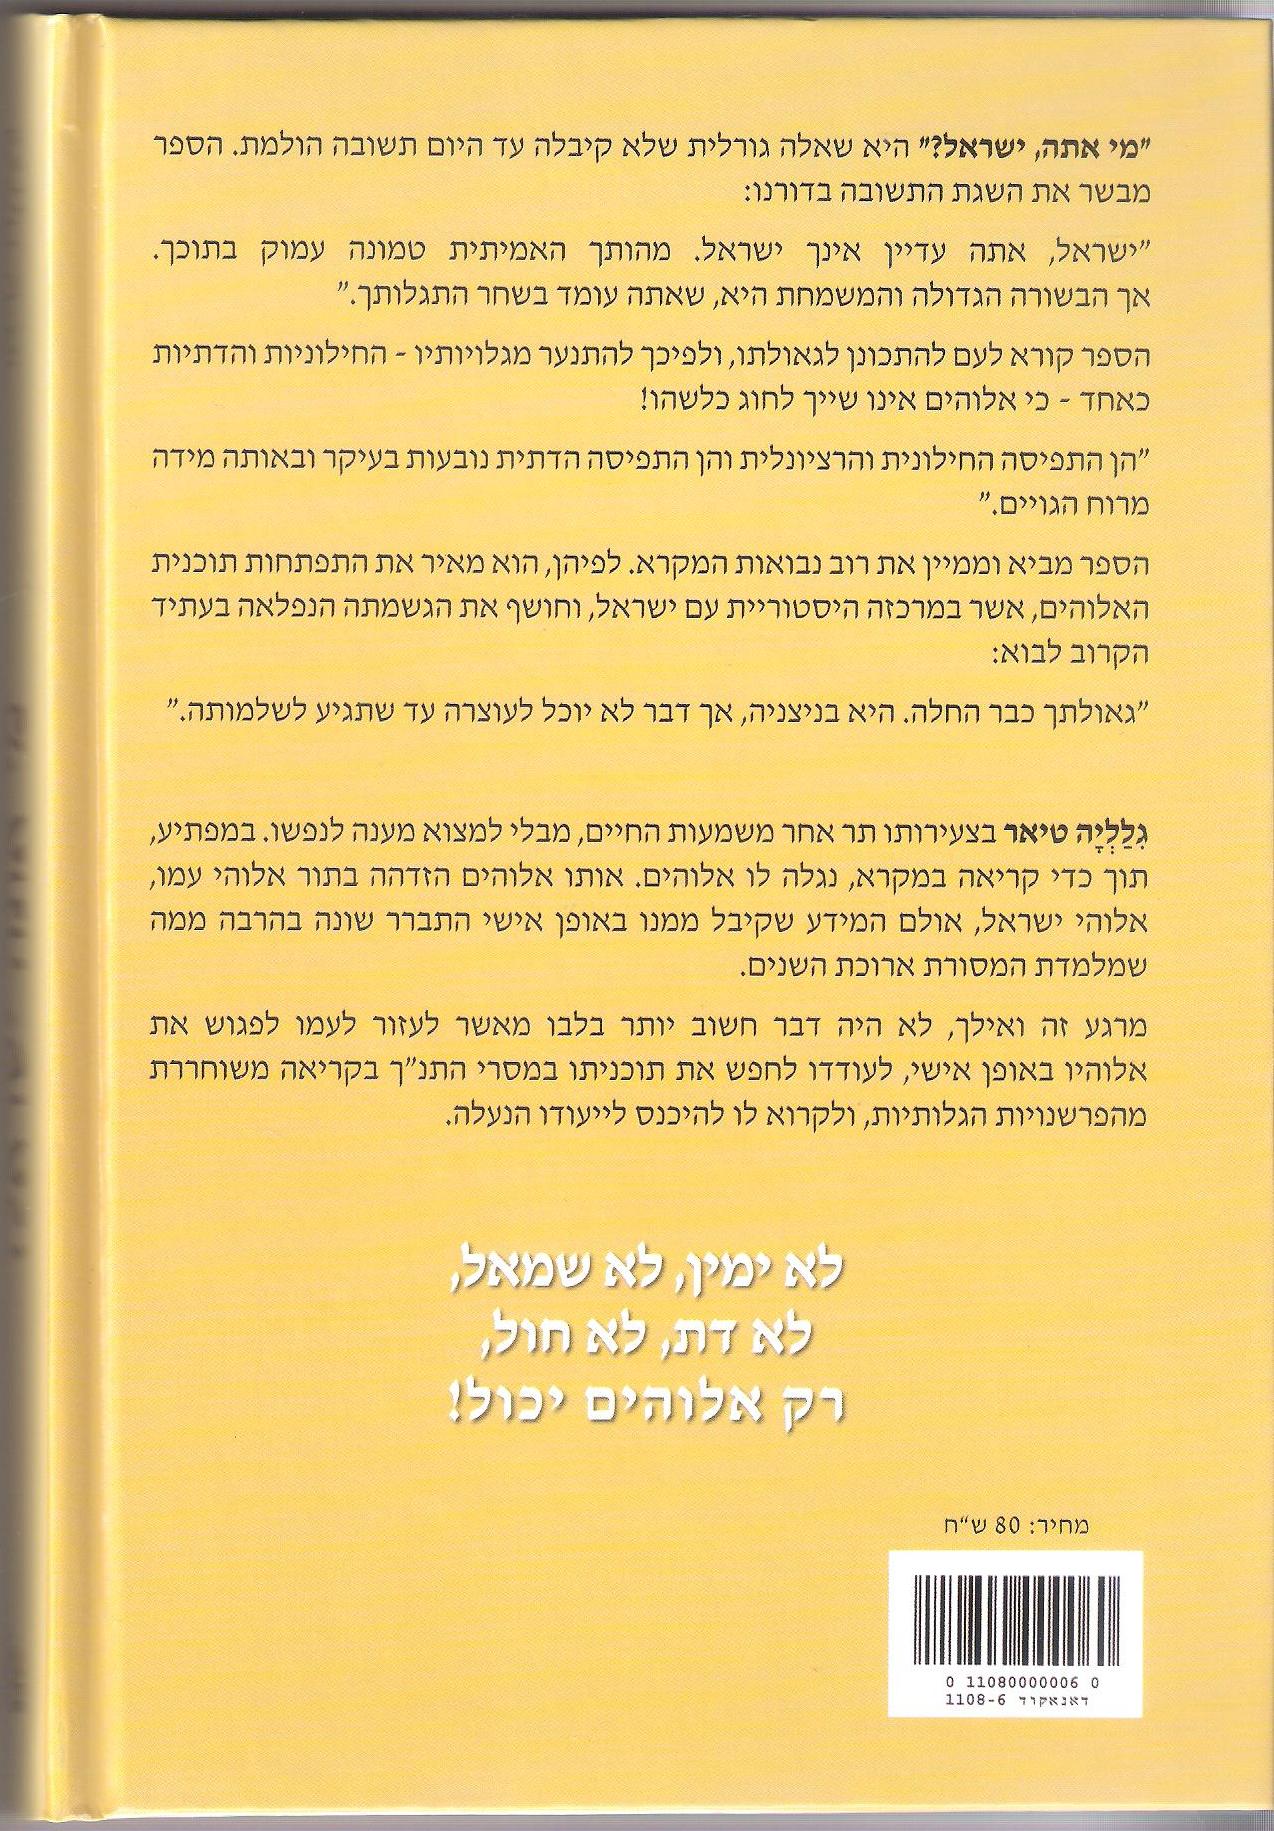 "מי אתה, ישראל?" היא שאלה גורלית שלא קיבלה עד היום תשובה הולמת. הספר
מבשר את השגת התשובה בדורנו:
"ישראל, אתה עדיין אינך ישראל. מהותך האמיתית טמונה עמוק בתוכך.
אך הבשורה הגדולה והמשמחת היא, שאתה עומד בשחר התגלותך."
הספר קורא לעם להתכונן לגאולתו, ולפיכך להתנער מגלויותיו - החילוניות והדתיות
כאחד - כי אלוהים אינו שייך לחוג כלשהו!
"הן התפיסה החילונית והרציונלית והן התפיסה הדתית נובעות בעיקר ובאותה מידה
מרוח הגויים."
הספר מביא וממיין את רוב נבואות המקרא. לפיהן, הוא מאיר את התפתחות תוכנית
האלוהים, אשר במרכזה היסטוריית עם ישראל, וחושף את הגשמתה הנפלאה בעתיד
הקרוב לבוא:
"גאולתך כבר החלה. היא בניצניה, אך דבר לא יוכל לעוצרה עד שתגיע לשלמותה."
גִלַלְיָה טיאר בצעירותו תר אחר משמעות החיים, מבלי למצוא מענה לנפשו. במפתיע,
תוך כדי קריאה במקרא, נגלה לו אלוהים. אותו אלוהים הזדהה בתור אלוהי עמו,
אלוהי ישראל, אולם המידע שקיבל ממנו באופן אישי התברר שונה בהרבה ממה
שמלמדת המסורת ארוכת השנים.
מרגע זה ואילך, לא היה דבר חשוב יותר בלבו מאשר לעזור לעמו לפגוש את
אלוהיו באופן אישי, לעודדו לחפש את תוכניתו במסרי התנ"ך בקריאה משוחררת
מהפרשנויות הגלותיות, ולקרוא לו להיכנס לייעודו הנעלה.
לא ימין, לא שמאל,
לא דת, לא חול,
רק אלוהים יכול!
מחיר: 80 ש"ח
0 11080000006 0
דאנאקוד 1108-6